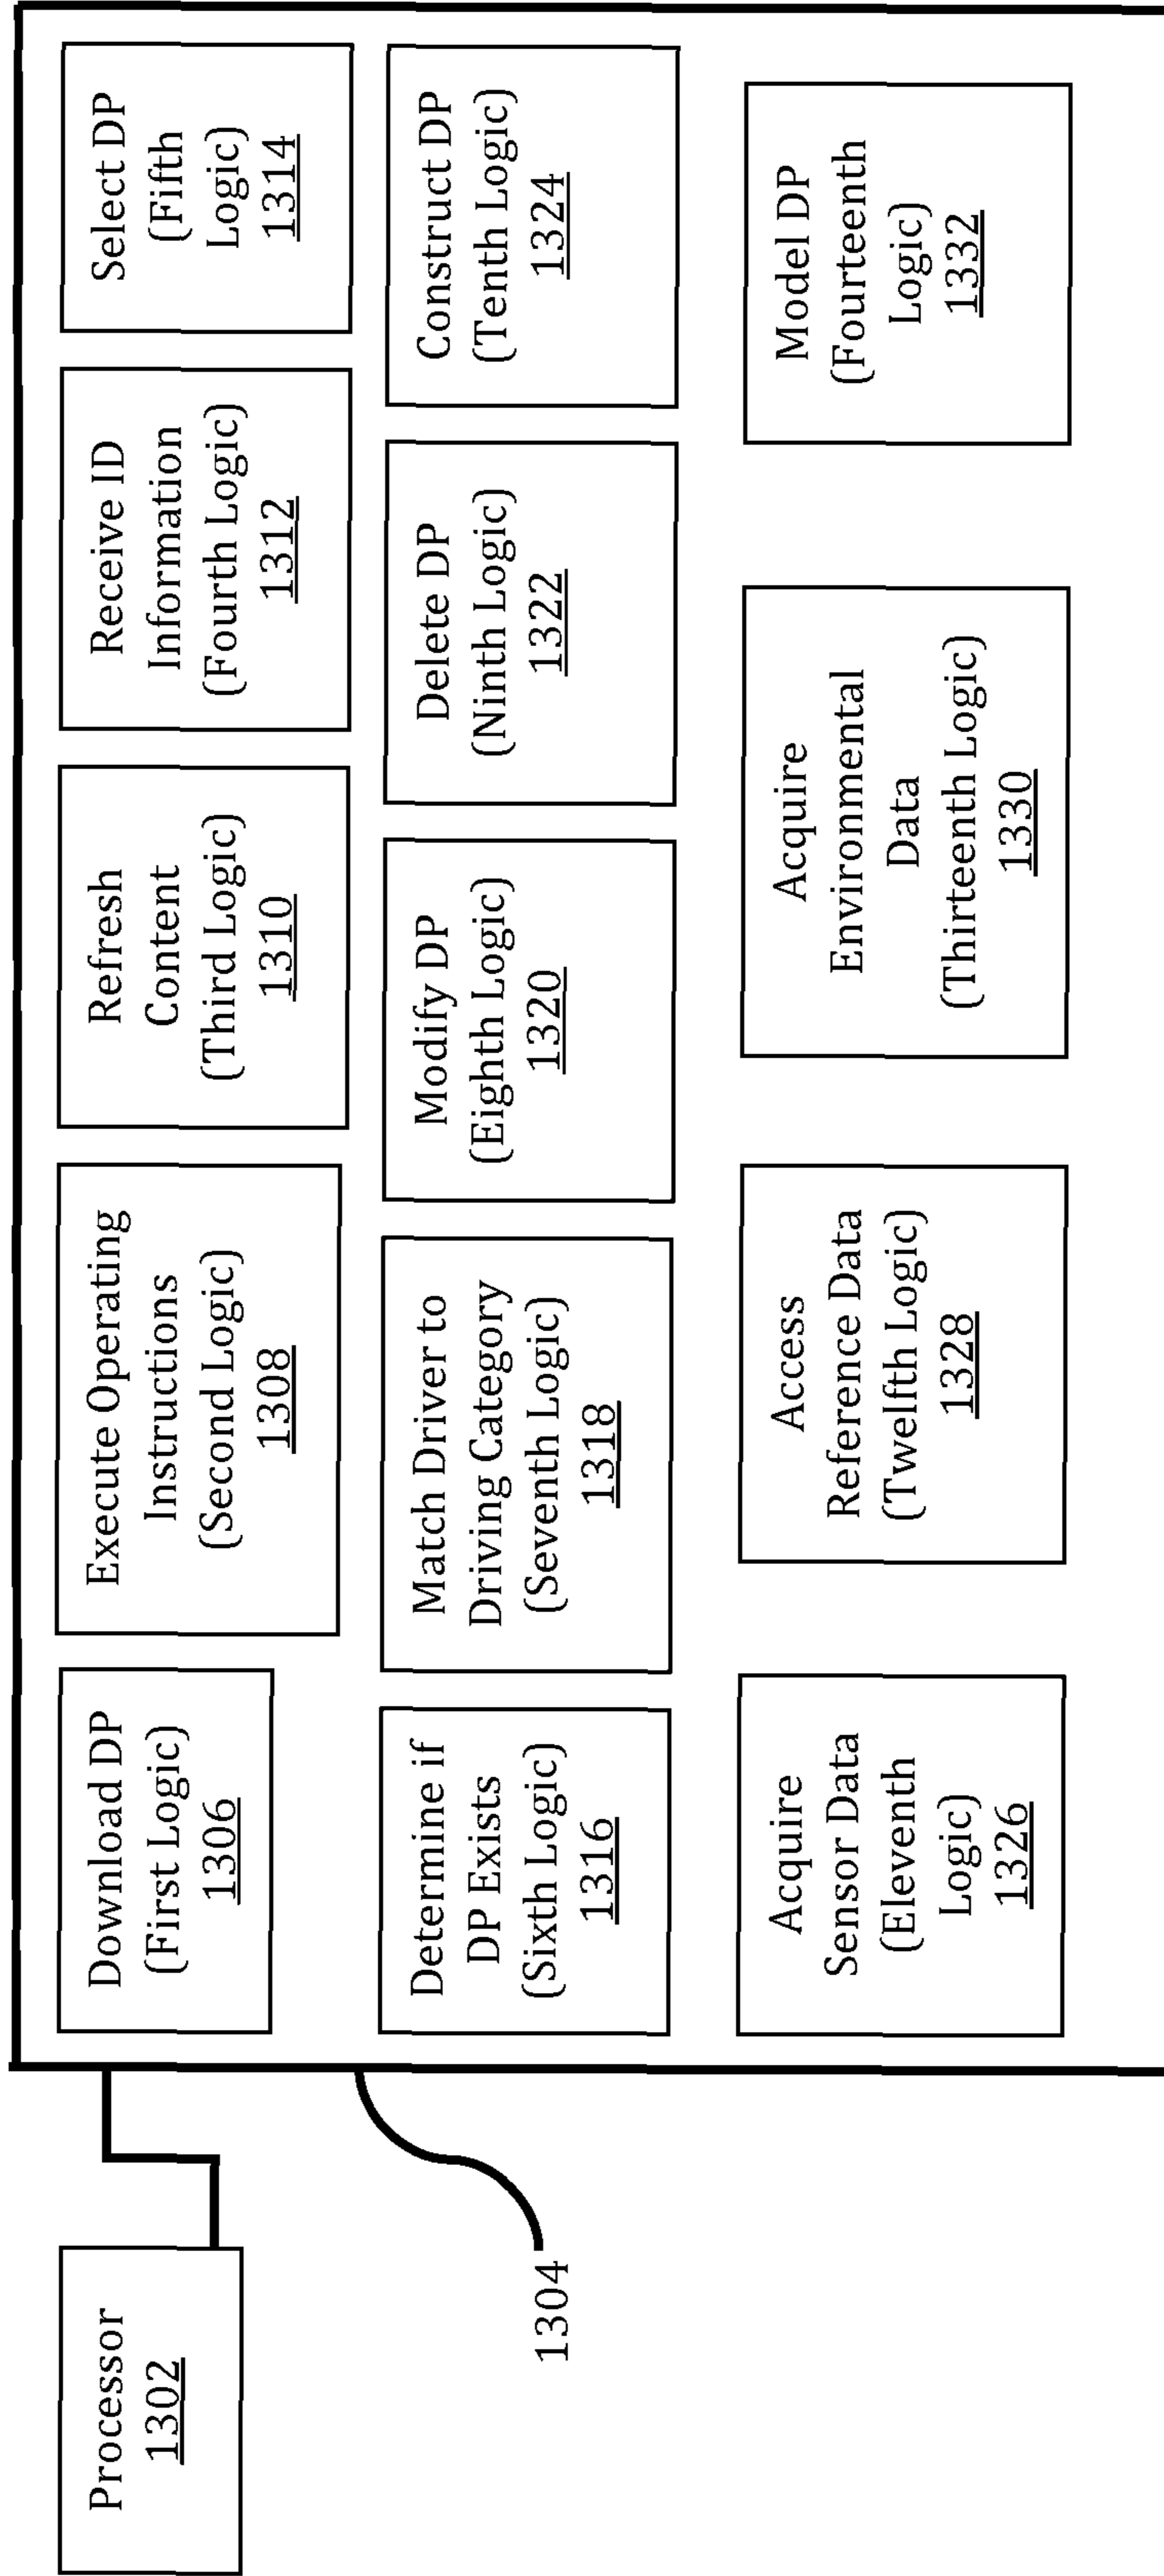 Processor
1302
1304
Download DP
(First Logic)
1306
Execute Operating
Instructions
(Second Logic)
1308
Refresh
Content
(Third Logic)
1310
Receive ID
Information
(Fourth Logic)
1312
Select DP
(Fifth
Logic)
1314
Determine if
DP Exists
(Sixth Logic)
1316
Match Driver to
Driving Category
(Seventh Logic)
1318
Modify DP
(Eighth Logic)
1320
Delete DP
(Ninth Logic)
1322
Construct DP
(Tenth Logic)
1324
Acquire
Sensor Data
(Eleventh
Logic)
1326
Access
Reference Data
(Twelfth Logic)
1328
Acquire
Environmental
Data
(Thirteenth Logic)
1330
Model DP
(Fourteenth
Logic)
1332